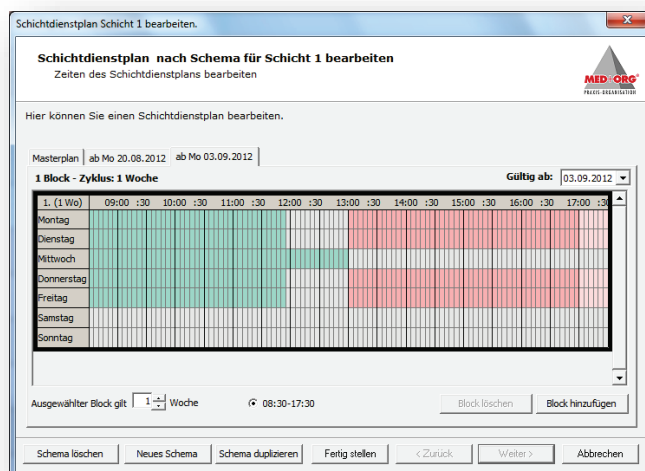 Schichtdienstplan Schicht 1 bearbeiten.
Schichtdienstplan nach Schema für Schicht 1 bearbeiten
Zeiten des Schichtdienstplans bearbeiten
MED+ORG®
PRAXIS-ORGANISATION
Hier können Sie einen Schichtdienstplan bearbeiten.
Masterplan ab Mo 20.08.2012 ab Mo 03.09.2012
1 Block - Zyklus: 1 Woche Gültig ab: 03.09.2012
1. (1 Wo) 09:00 :30 10:00 :30 11:00 :30 12:00 :30 13:00 :30 14:00 :30 15:00 :30 16:00 :30 17:00 :30
Montag
Dienstag
Mittwoch
Donnerstag
Freitag
Samstag
Sonntag
Ausgewählter Block gilt 1 Woche 08:30-17:30 Block löschen Block hinzufügen
Schema löschen Neues Schema Schema duplizieren Fertig stellen < Zurück Weiter > Abbrechen